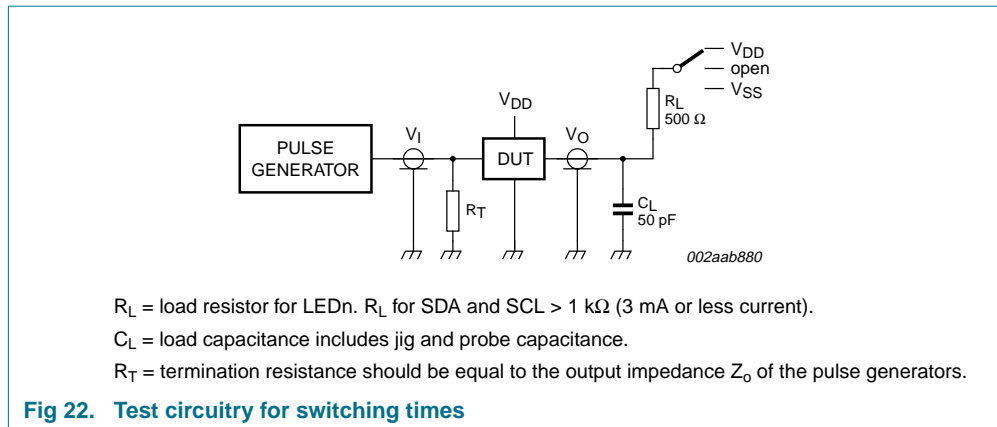 V_DD
open
V_SS
R_L
500 Ω
V_DD
PULSE
GENERATOR
V_I
DUT
V_O
R_T
C_L
50 pF
002aab880
R_L = load resistor for LEDn. R_L for SDA and SCL > 1 kΩ (3 mA or less current).
C_L = load capacitance includes jig and probe capacitance.
R_T = termination resistance should be equal to the output impedance Z_o of the pulse generators.
Fig 22. Test circuitry for switching times